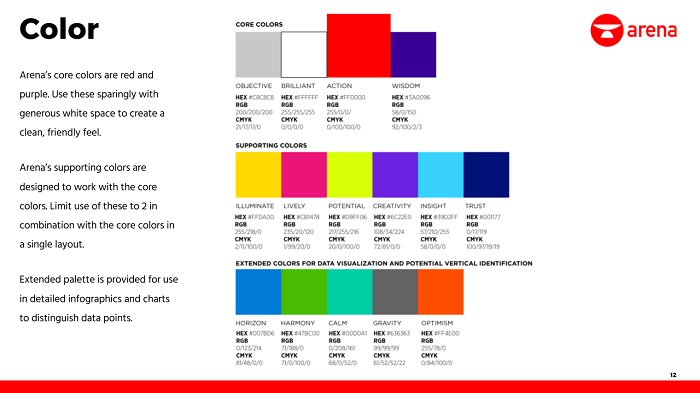 Color
arena
Arena's core colors are red and
purple. Use these sparingly with
generous white space to create a
clean, friendly feel.
Arena's supporting colors are
designed to work with the core
colors. Limit use of these to 2 in
combination with the core colors in
a single layout.
Extended palette is provided for use
in detailed infographics and charts
to distinguish data points.
CORE COLORS
OBJECTIVE BRILLIANT ACTION WISDOM
HEX #C8C8C8 HEX #FFFFFF HEX #FF0000 HEX #3A0096
RGB RGB RGB RGB
200/200/200 255/255/255 255/0/0/ 58/0/150
CMYK CMYK CMYK CMYK
21/17/17/0 0/0/0/0 0/100/100/0 92/100/2/3
SUPPORTING COLORS
ILLUMINATE LIVELY POTENTIAL CREATIVITY INSIGHT TRUST
HEX #FFDA00 HEX #CB1478 HEX #D9FF06 HEX #6C22E0 HEX #39D2FF HEX #001177
RGB RGB RGB RGB RGB RGB
255/218/0 235/20/120 217/255/216 108/34/224 57/210/255 0/17/119
CMYK CMYK CMYK CMYK CMYK CMYK
2/11/100/0 1/99/20/0 20/0/100/0 72/81/0/0 58/0/0/0 100/97/19/19
EXTENDED COLORS FOR DATA VISUALIZATION AND POTENTIAL VERTICAL IDENTIFICATION
HORIZON HARMONY CALM GRAVITY OPTIMISM
HEX #007BD6 HEX #47BC00 HEX #00D0A1 HEX #636363 HEX #FF4E00
RGB RGB RGB RGB RGB
0/123/214 71/188/0 0/208/161 99/99/99 255/78/0
CMYK CMYK CMYK CMYK CMYK
81/48/0/0 71/0/100/0 68/0/52/0 61/52/52/22 0/84/100/0
12